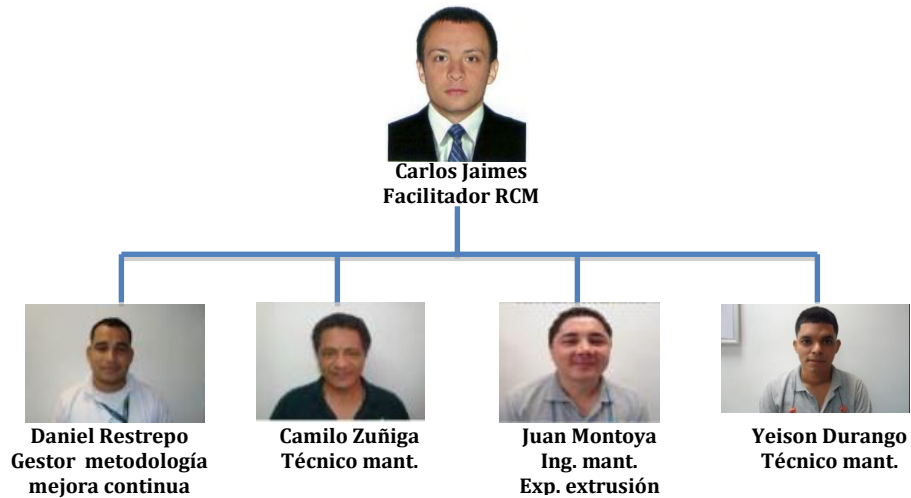 Carlos Jaimes
Facilitador RCM
Daniel Restrepo
Gestor metodología
mejora continua
Camilo Zuñiga
Técnico mant.
Juan Montoya
Ing. mant.
Exp. extrusión
Yeison Durango
Técnico mant.